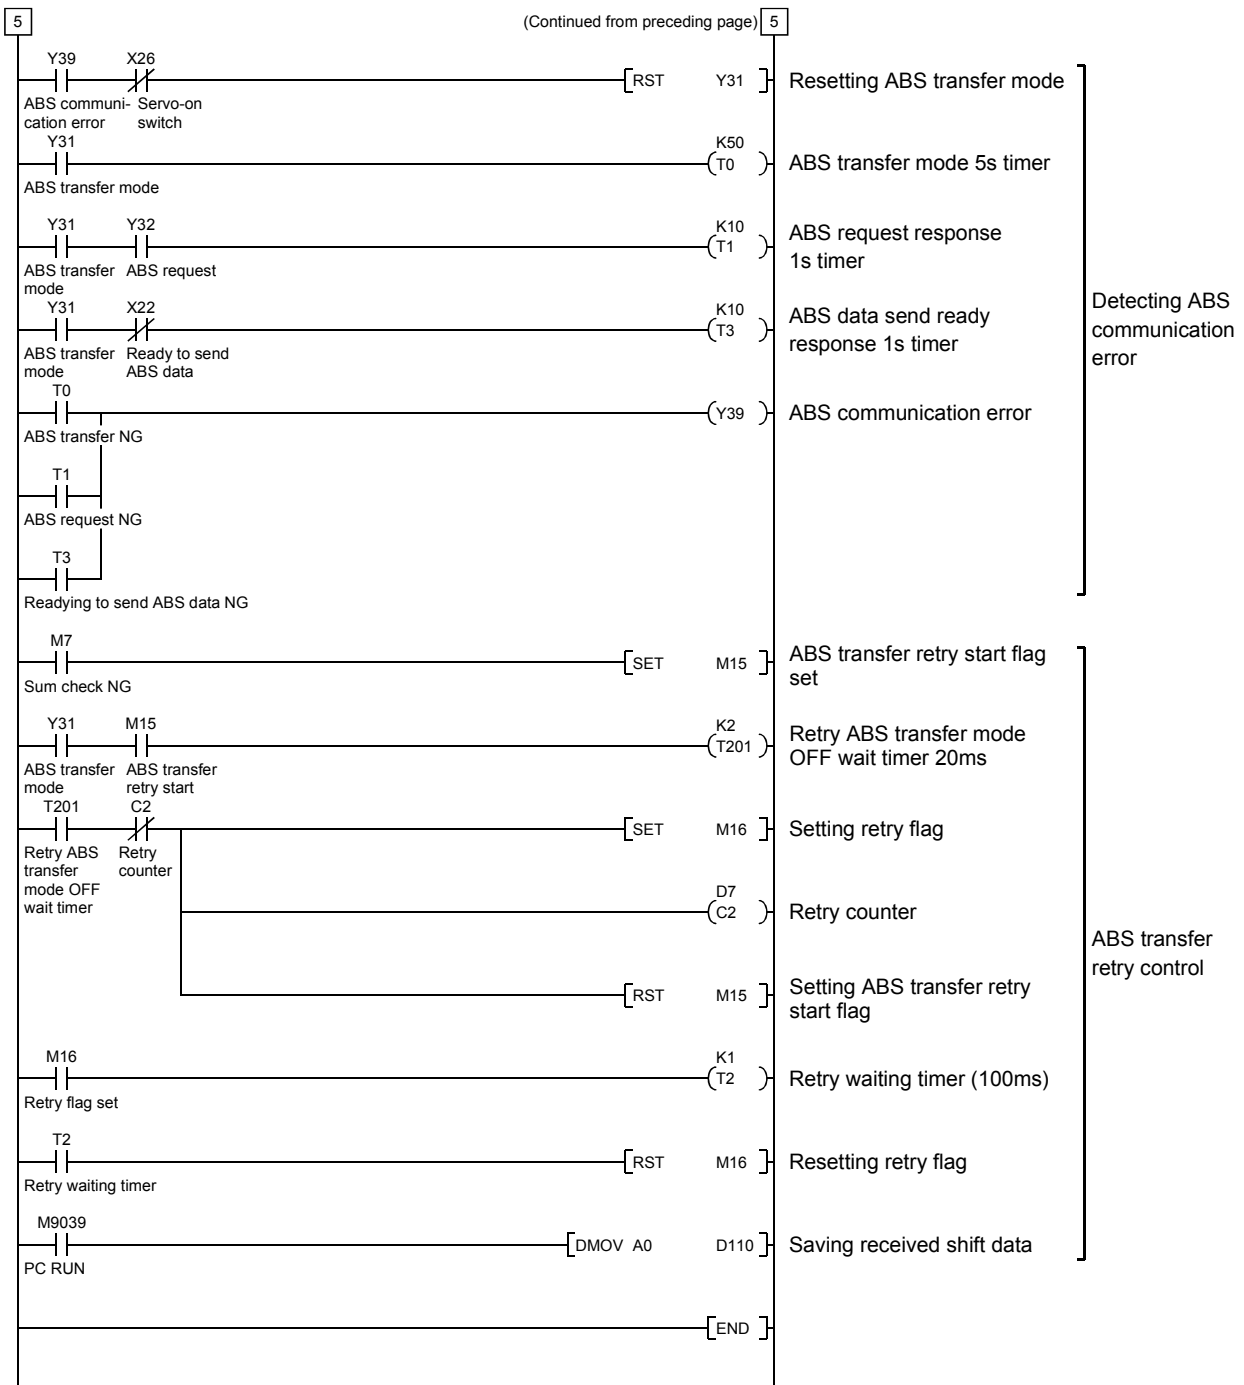 5 (Continued from preceding page) 5
Y39 X26
RST Y31 Resetting ABS transfer mode
ABS communi- Servo-on
cation error switch
Y31 K50
T0 ABS transfer mode 5s timer
ABS transfer mode
Y31 Y32 K10
T1 ABS request response
1s timer
ABS transfer ABS request
mode
Y31 X22 K10
T3 ABS data send ready
response 1s timer
ABS transfer Ready to send
mode ABS data
Detecting ABS
communication
error
T0
Y39 ABS communication error
ABS transfer NG
T1
ABS request NG
T3
Readying to send ABS data NG
M7
SET M15 ABS transfer retry start flag
set
Sum check NG
Y31 M15 K2
T201 Retry ABS transfer mode
OFF wait timer 20ms
ABS transfer ABS transfer
mode retry start
T201 C2
SET M16 Setting retry flag
Retry ABS Retry
transfer counter
mode OFF
wait timer
D7
C2 Retry counter
ABS transfer
retry control
RST M15 Setting ABS transfer retry
start flag
M16 K1
T2 Retry waiting timer (100ms)
Retry flag set
T2
RST M16 Resetting retry flag
Retry waiting timer
M9039
DMOV A0 D110 Saving received shift data
PC RUN
END